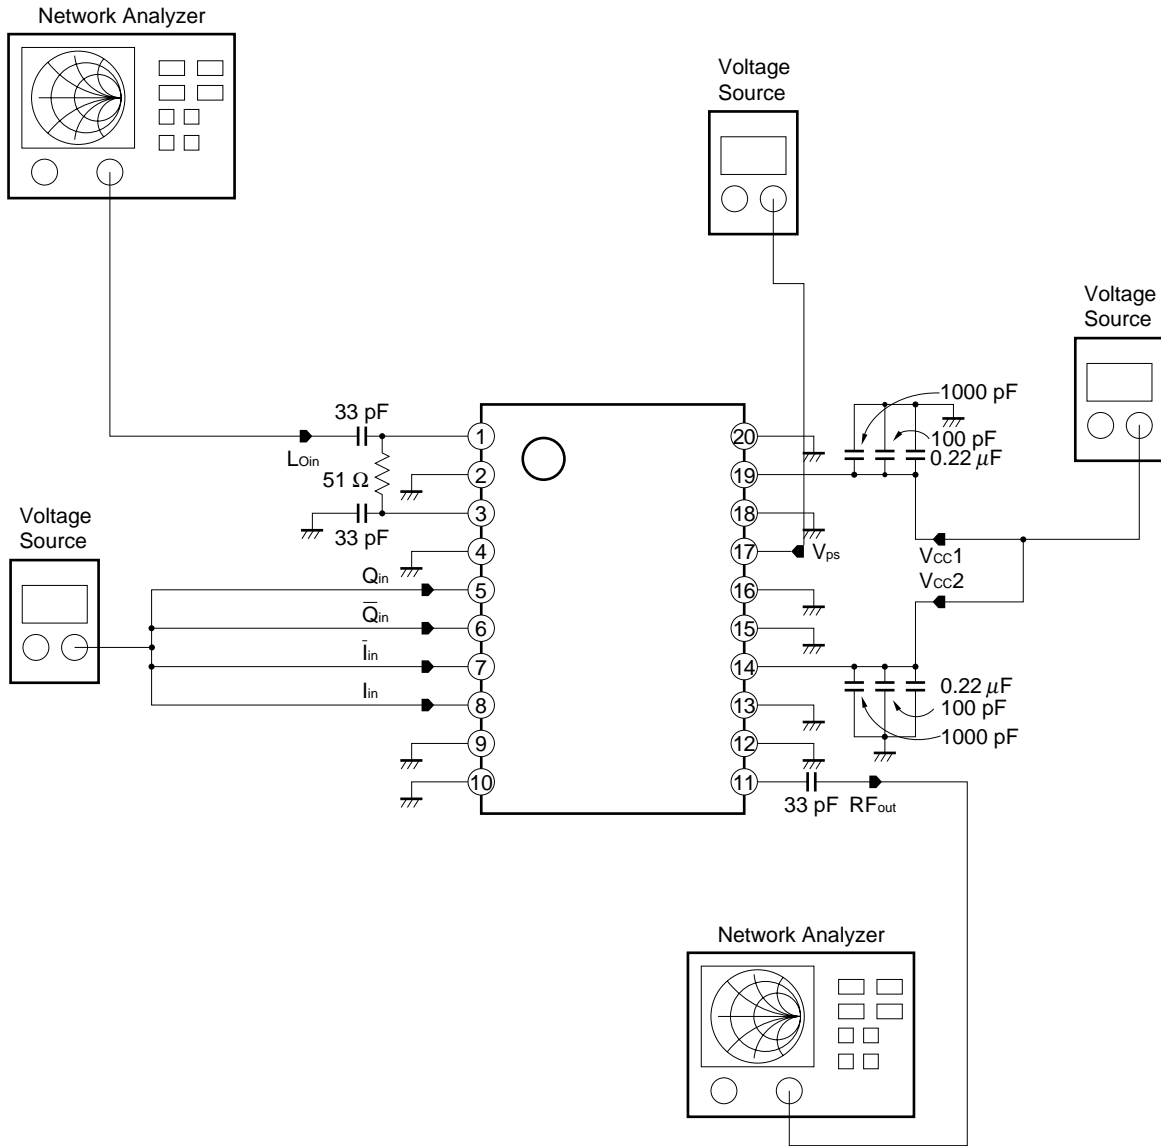 Network Analyzer
Voltage
Source
Voltage
Source
1000 pF
100 pF
0.22 μF
33 pF
LOin
51 Ω
33 pF
1
2
3
4
5
6
7
8
9
10
20
19
18
17
16
15
14
13
12
11
Vps
VCC1
VCC2
Voltage
Source
Qin
Q̅in
I̅in
Iin
0.22 μF
100 pF
1000 pF
33 pF RFout
Network Analyzer